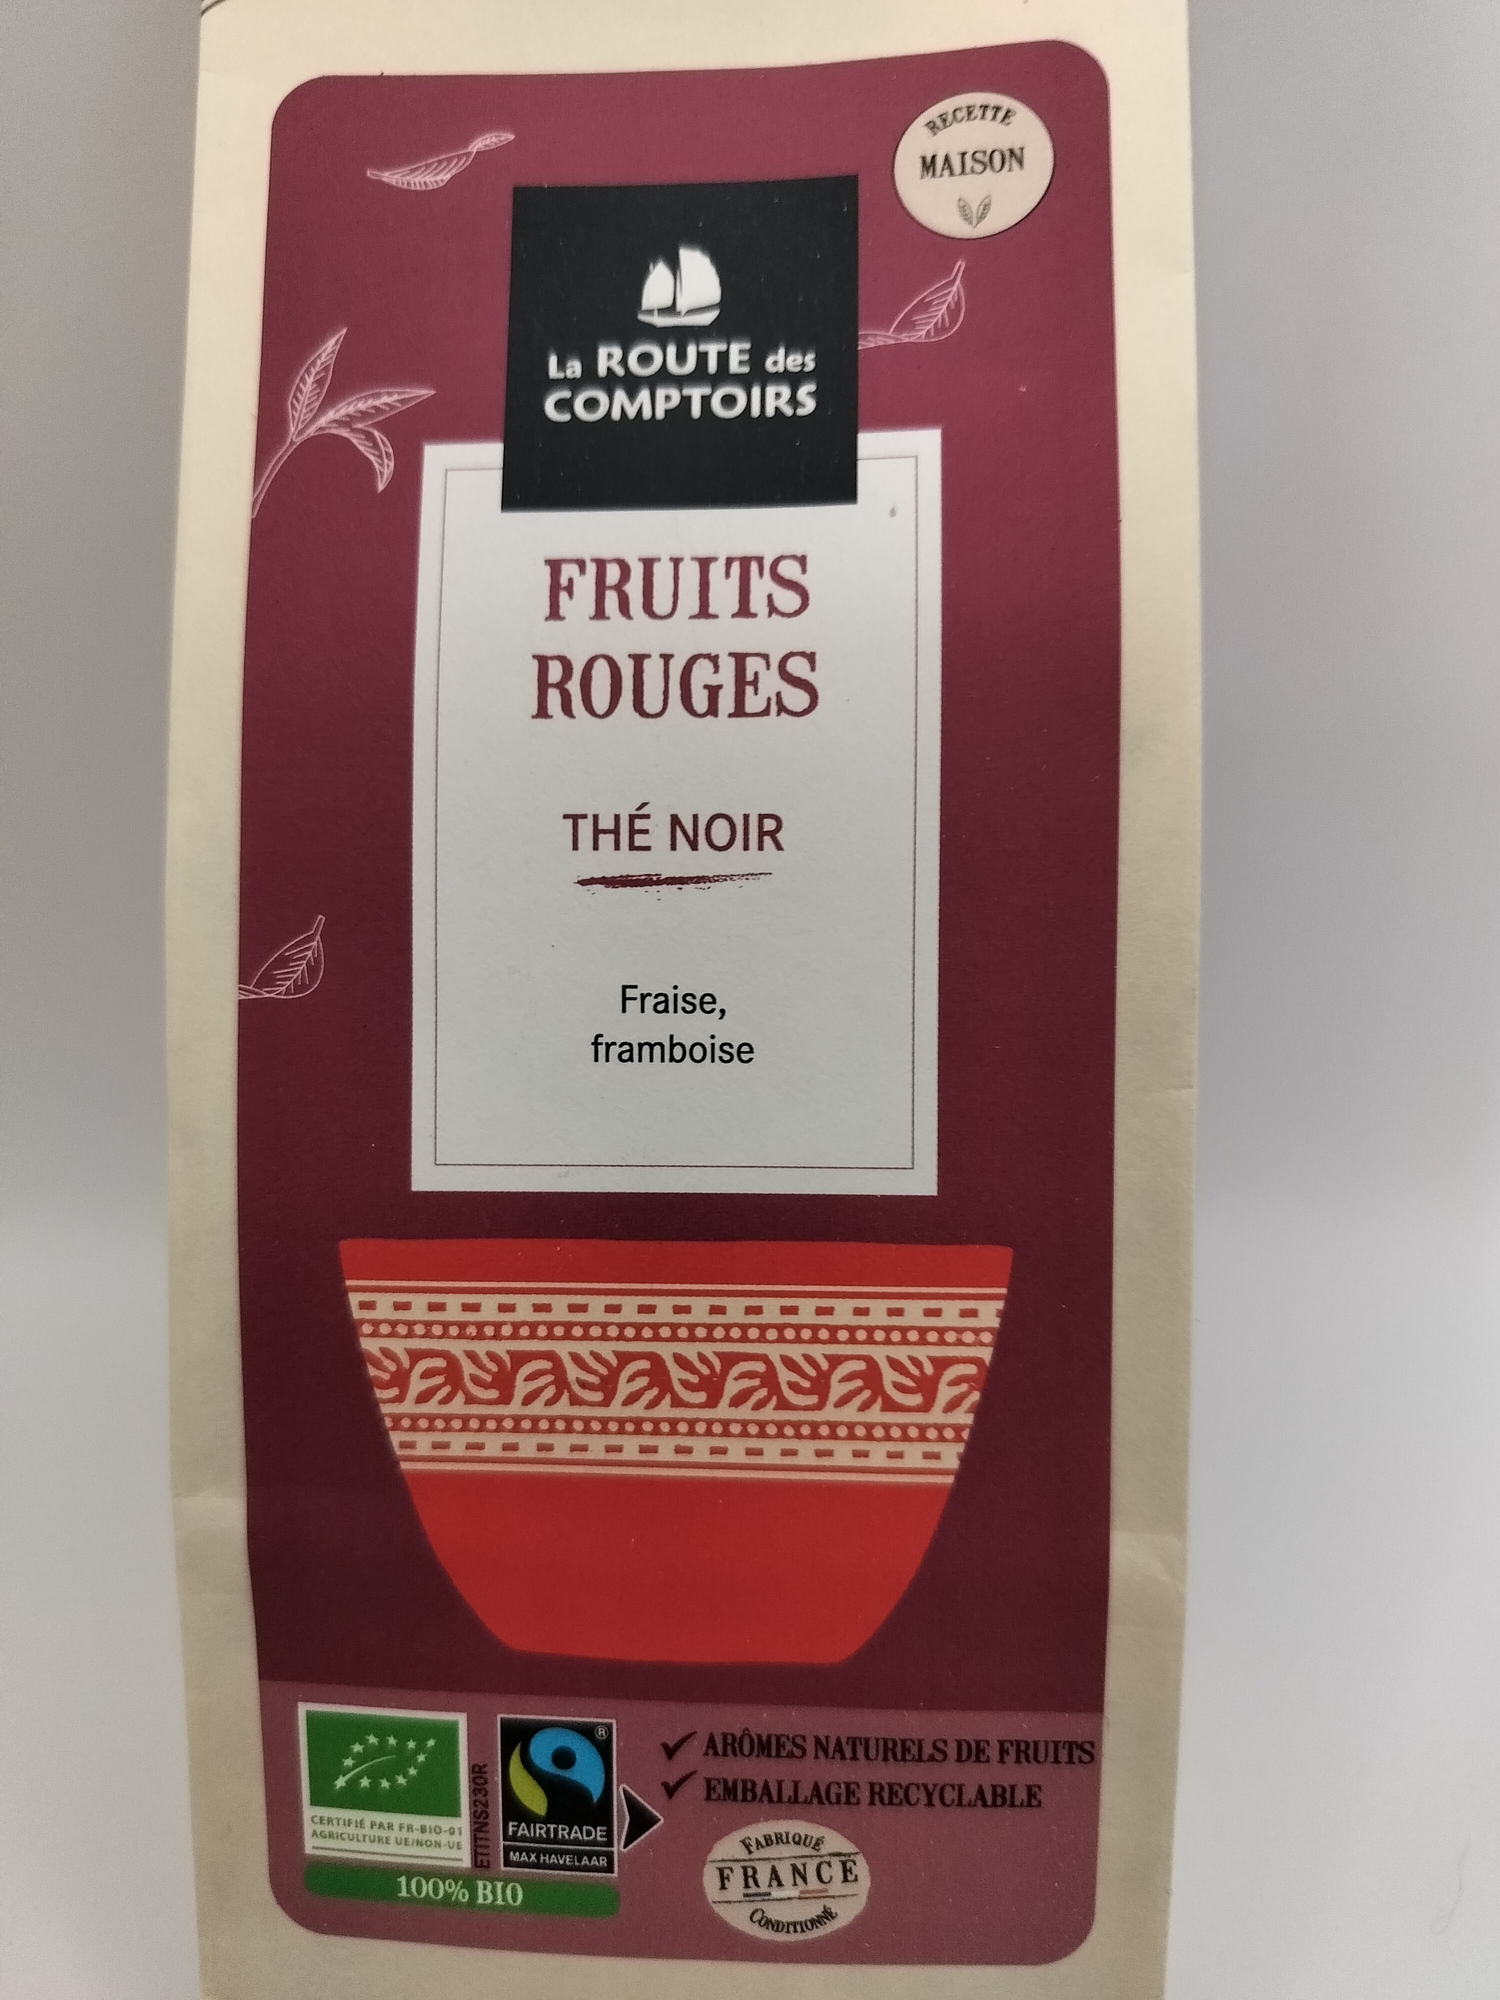 RECETTE
MAISON
La ROUTE des
COMPTOIRS
FRUITS
ROUGES
THÉ NOIR
Fraise,
framboise
CERTIFIÉ PAR FR-BIO-01
AGRICULTURE UE/NON-UE
ETITNS230R
®
FAIRTRADE
MAX HAVELAAR
100% BIO
ARÔMES NATURELS DE FRUITS
EMBALLAGE RECYCLABLE
FABRIQUÉ
FRANCE
CONDITIONNÉ